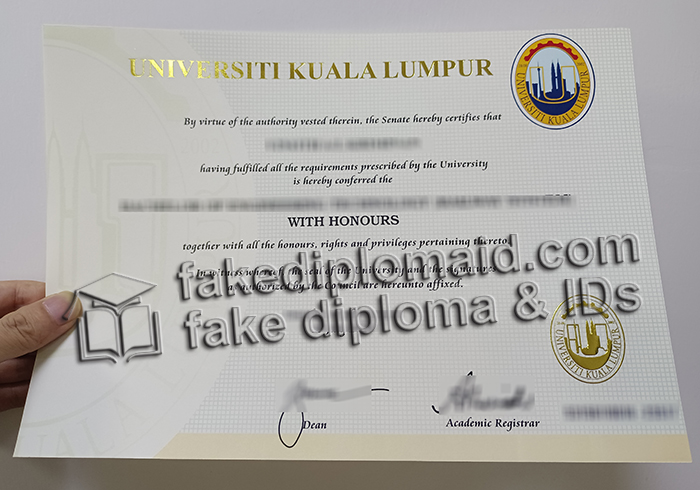 UNIVERSITI KUALA LUMPUR
UNIVERSITI KUALA LUMPUR
By virtue of the authority vested therein, the Senate hereby certifies that
having fulfilled all the requirements prescribed by the University
is hereby conferred the
WITH HONOURS
together with all the honours, rights and privileges pertaining thereto.
In witness whereof the seal of the University and the signatures
authorized by the Council are hereunto affixed.
fakediplomaid.com
fake diploma & IDs
UNIVERSITI KUALA LUMPUR
Dean
Academic Registrar